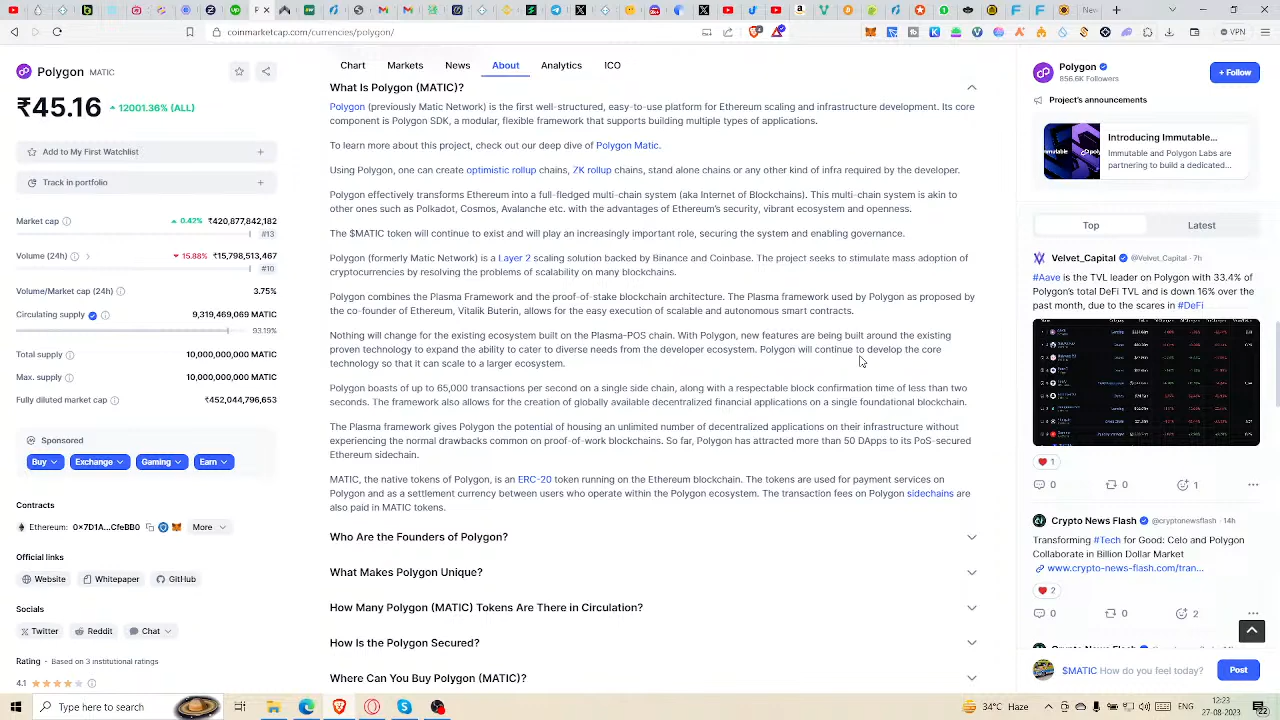 Nev
coinmarketcap.com/currencies/polygon/
VPN
Polygon MATIC
₹45.16 12001.36% (ALL)
Add to My First Watchlist
Track in portfolio
Market cap 0.42% ₹420,877,842,182
#13
Volume (24h) 15.88% ₹15,798,513,467
#10
Volume/Market cap (24h) 3.75%
Circulating supply 9,319,469,069 MATIC
93.19%
Total supply 10,000,000,000 MATIC
Max. supply 10,000,000,000 MATIC
Fully diluted market cap ₹452,044,796,653
Sponsored
Buy Exchange Gaming Earn
Contracts
Ethereum: 0x7D1A...CfeBB0 More
Official links
Website Whitepaper GitHub
Socials
Twitter Reddit Chat
Rating · Based on 3 institutional ratings
4.1
Chart Markets News About Analytics ICO
What Is Polygon (MATIC)?
Polygon (previously Matic Network) is the first well-structured, easy-to-use platform for Ethereum scaling and infrastructure development. Its core
component is Polygon SDK, a modular, flexible framework that supports building multiple types of applications.
To learn more about this project, check out our deep dive of Polygon Matic.
Using Polygon, one can create optimistic rollup chains, ZK rollup chains, stand alone chains or any other kind of infra required by the developer.
Polygon effectively transforms Ethereum into a full-fledged multi-chain system (aka Internet of Blockchains). This multi-chain system is akin to
other ones such as Polkadot, Cosmos, Avalanche etc. with the advantages of Ethereum's security, vibrant ecosystem and openness.
The $MATIC token will continue to exist and will play an increasingly important role, securing the system and enabling governance.
Polygon (formerly Matic Network) is a Layer 2 scaling solution backed by Binance and Coinbase. The project seeks to stimulate mass adoption of
cryptocurrencies by resolving the problems of scalability on many blockchains.
Polygon combines the Plasma Framework and the proof-of-stake blockchain architecture. The Plasma framework used by Polygon as proposed by
the co-founder of Ethereum, Vitalik Buterin, allows for the easy execution of scalable and autonomous smart contracts.
Nothing will change for the existing ecosystem built on the Plasma-POS chain. With Polygon, new features are being built around the existing
proven technology to expand the ability to cater to diverse needs from the developer ecosystem. Polygon will continue to develop the core
technology so that it can scale to a larger ecosystem.
Polygon boasts of up to 65,000 transactions per second on a single side chain, along with a respectable block confirmation time of less than two
seconds. The framework also allows for the creation of globally available decentralized financial applications on a single foundational blockchain.
The Plasma framework gives Polygon the potential of housing an unlimited number of decentralized applications on their infrastructure without
experiencing the normal drawbacks common on proof-of-work blockchains. So far, Polygon has attracted more than 50 DApps to its PoS-secured
Ethereum sidechain.
MATIC, the native tokens of Polygon, is an ERC-20 token running on the Ethereum blockchain. The tokens are used for payment services on
Polygon and as a settlement currency between users who operate within the Polygon ecosystem. The transaction fees on Polygon sidechains are
also paid in MATIC tokens.
Who Are the Founders of Polygon?
What Makes Polygon Unique?
How Many Polygon (MATIC) Tokens Are There in Circulation?
How Is the Polygon Secured?
Where Can You Buy Polygon (MATIC)?
Polygon
856.6K Followers
+ Follow
Project's announcements
Introducing Immutable...
Immutable and Polygon Labs are
partnering to build a dedicated...
Top Latest
Velvet_Capital @Velvet_Capital · 7h
#Aave is the TVL leader on Polygon with 33.4% of
Polygon's total DeFi TVL and is down 16% over the
past month, due to the scares in #DeFi
1
0 0 1
Crypto News Flash @cryptonewsflash · 14h
Transforming #Tech for Good: Celo and Polygon
Collaborate in Billion Dollar Market
www.crypto-news-flash.com/tran...
2
0 0 2
$MATIC How do you feel today? Post
Type here to search
34°C Haze
ENG
12:23
27-08-2023